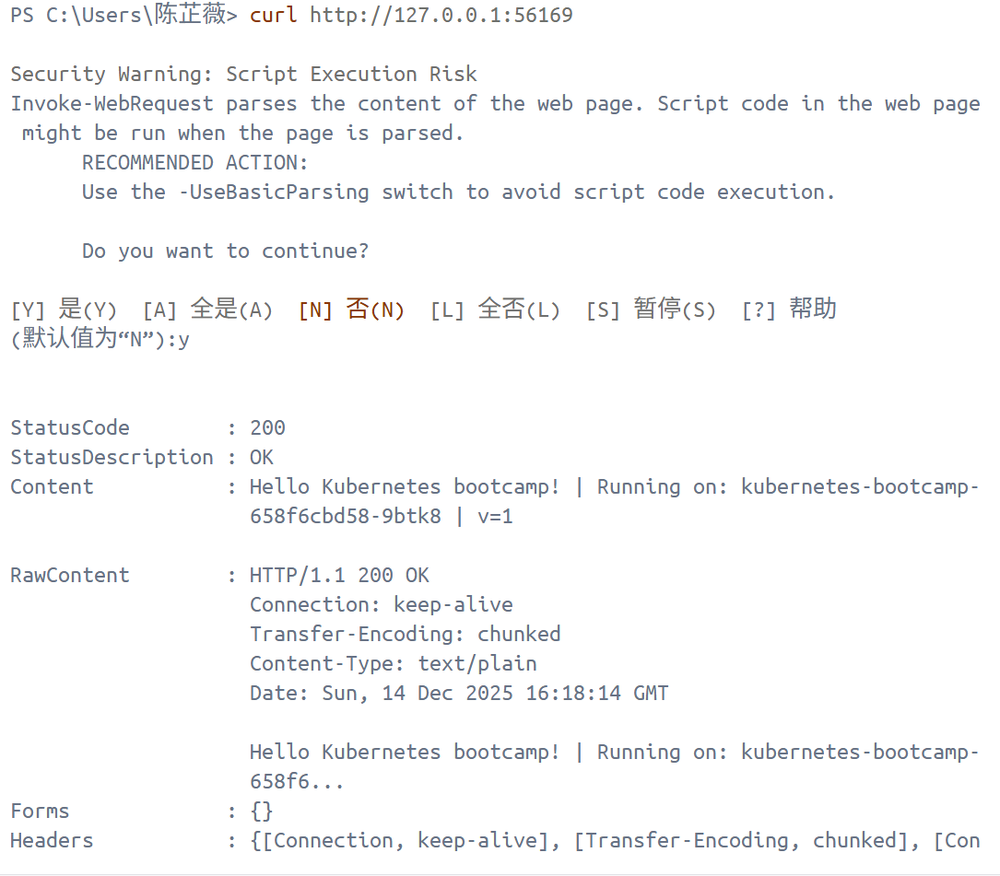 PS C:\Users\陈芷薇> curl http://127.0.0.1:56169
Security Warning: Script Execution Risk
Invoke-WebRequest parses the content of the web page. Script code in the web page
might be run when the page is parsed.
RECOMMENDED ACTION:
Use the -UseBasicParsing switch to avoid script code execution.
Do you want to continue?
[Y] 是(Y)  [A] 全是(A)  [N] 否(N)  [L] 全否(L)  [S] 暂停(S)  [?] 帮助
(默认值为“N”):y
StatusCode        : 200
StatusDescription : OK
Content           : Hello Kubernetes bootcamp! | Running on: kubernetes-bootcamp-
658f6cbd58-9btk8 | v=1
RawContent        : HTTP/1.1 200 OK
Connection: keep-alive
Transfer-Encoding: chunked
Content-Type: text/plain
Date: Sun, 14 Dec 2025 16:18:14 GMT
Hello Kubernetes bootcamp! | Running on: kubernetes-bootcamp-
658f6...
Forms             : {}
Headers           : {[Connection, keep-alive], [Transfer-Encoding, chunked], [Con